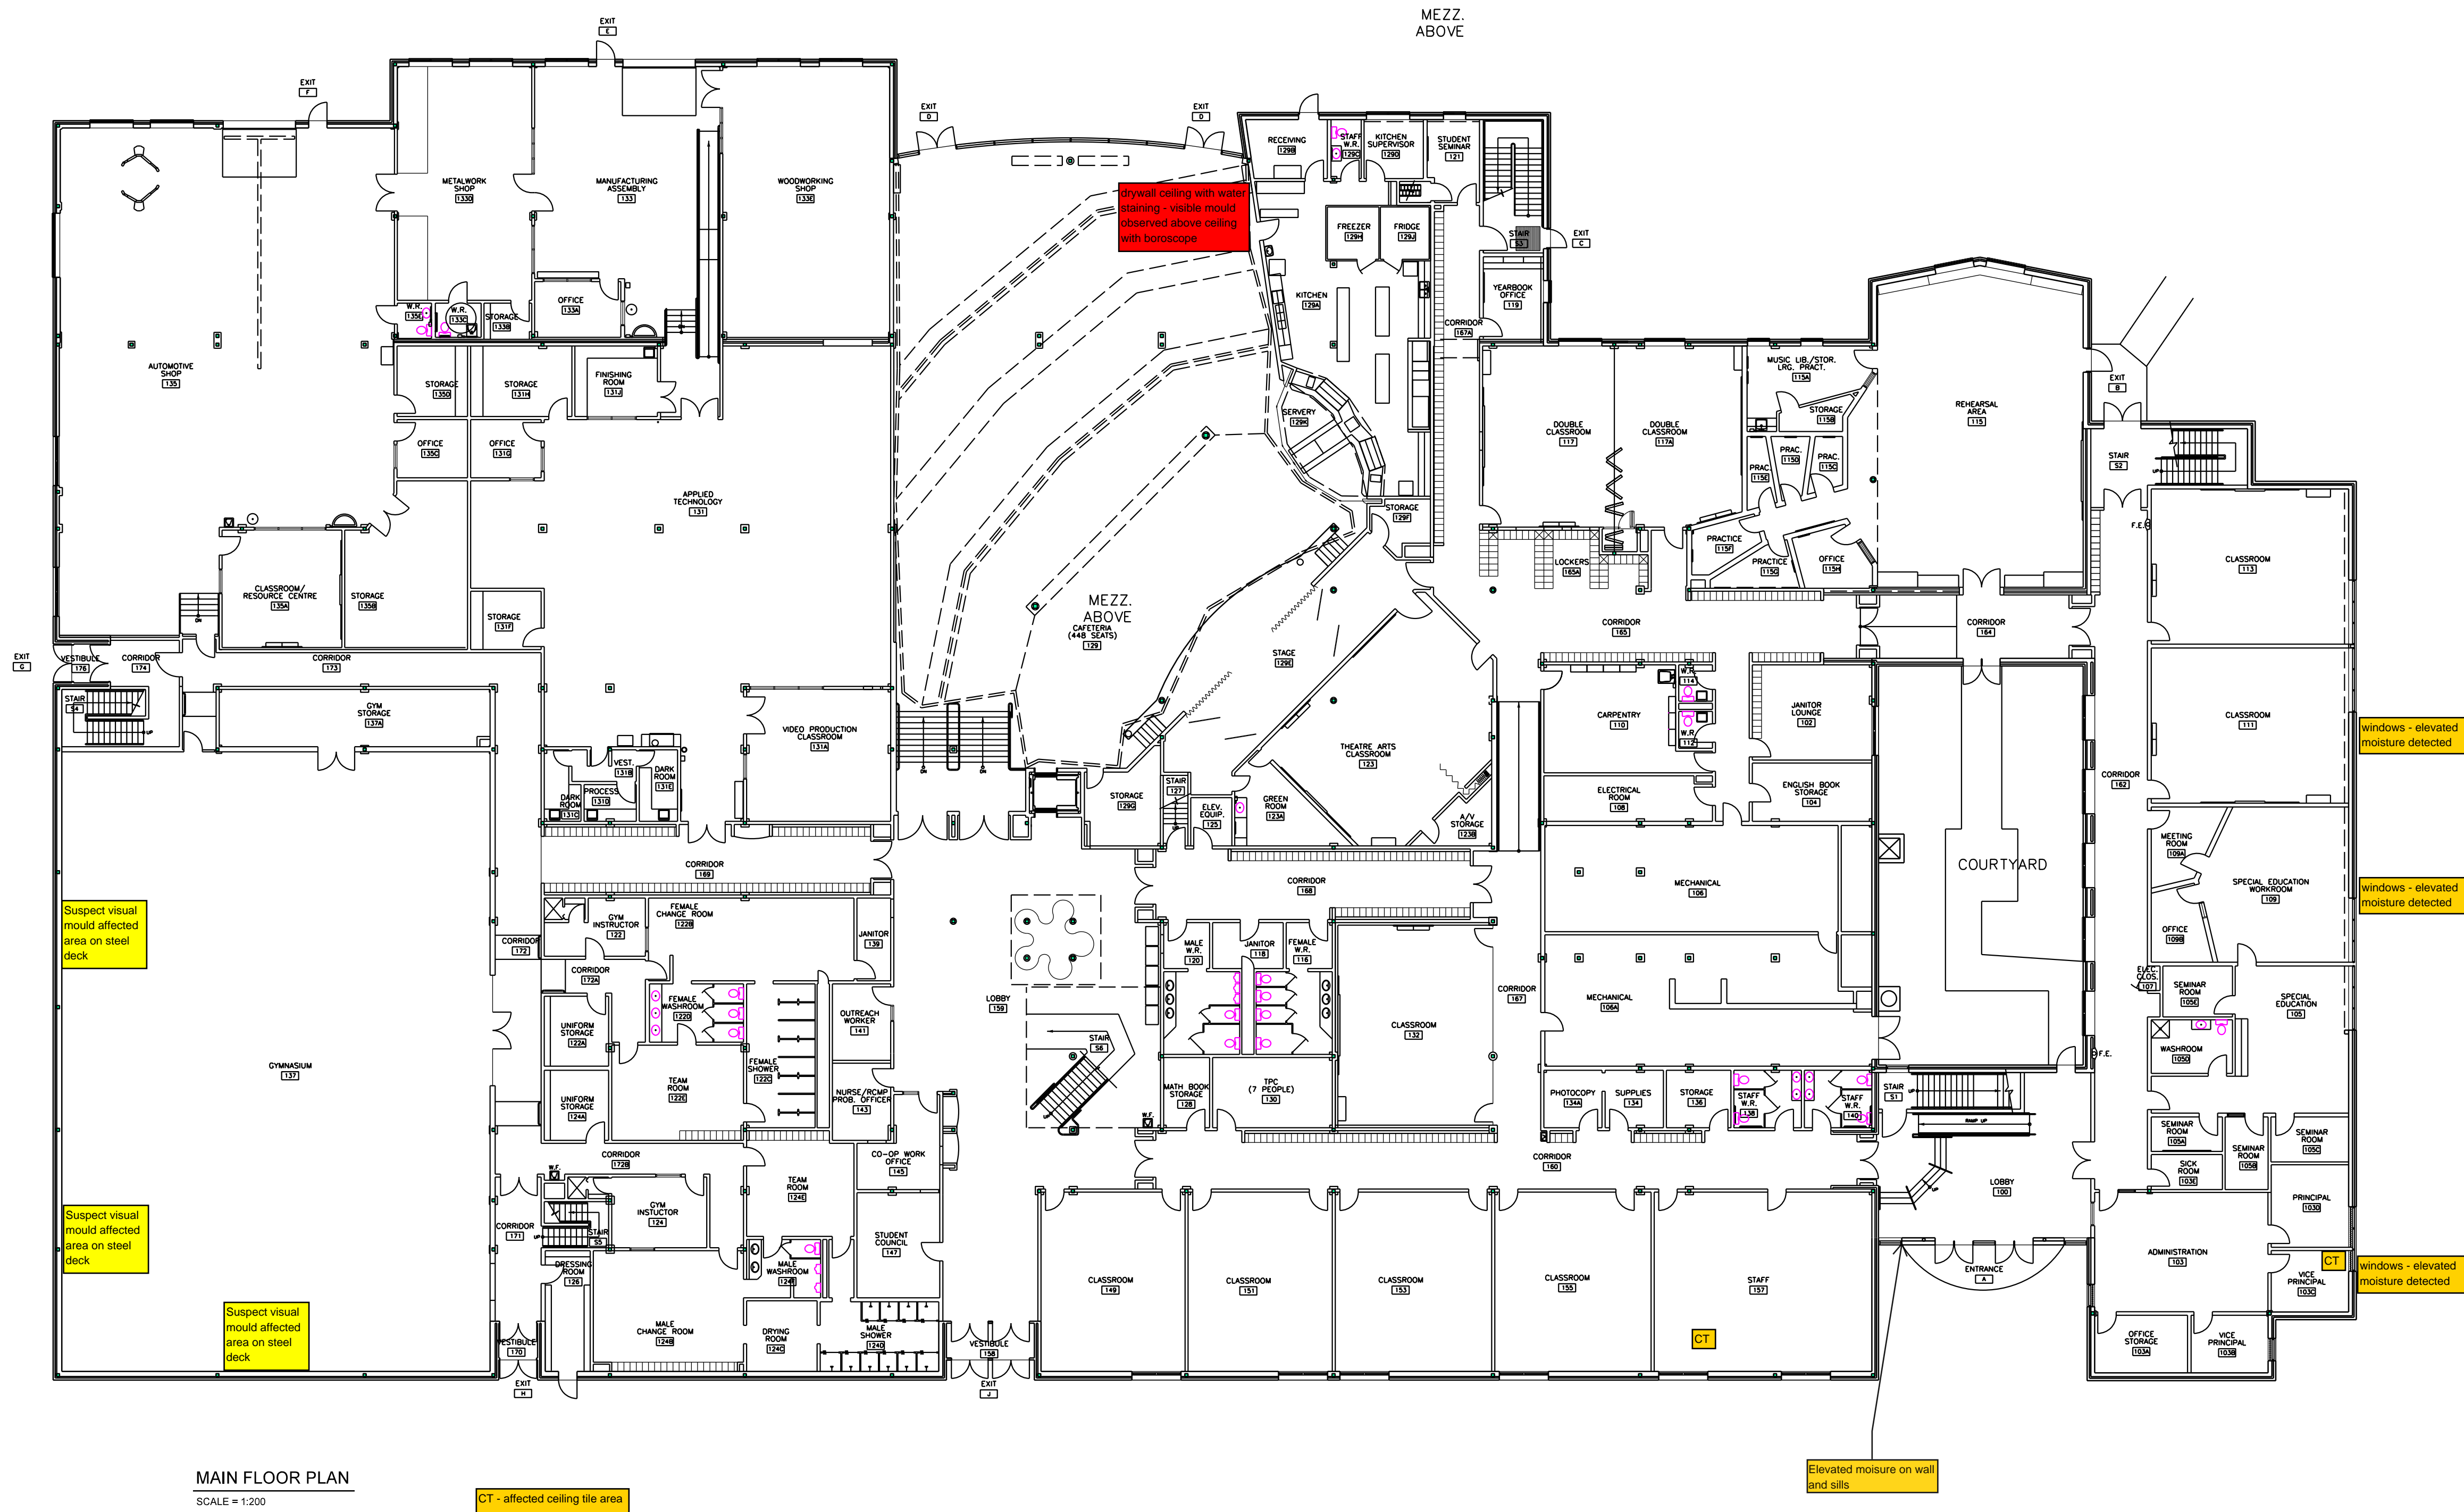 MEZZ.
ABOVE
EXIT
E
EXIT
F
EXIT
D
EXIT
D
RECEIVING
129B
STAFF
W.R.
129C
KITCHEN
SUPERVISOR
129D
STUDENT
SEMINAR
121
METALWORK
SHOP
133D
MANUFACTURING
ASSEMBLY
133
WOODWORKING
SHOP
133E
drywall ceiling with water
staining - visible mould
observed above ceiling
with boroscope
FREEZER
129H
FRIDGE
129J
STAIR
S3
EXIT
C
W.R.
135E
W.R.
133C
STORAGE
133B
OFFICE
133A
KITCHEN
129A
YEARBOOK
OFFICE
119
CORRIDOR
167A
AUTOMOTIVE
SHOP
135
STORAGE
135D
STORAGE
131H
FINISHING
ROOM
131J
MUSIC LIB./STOR.
LRG. PRACT.
115A
EXIT
B
SERVERY
129K
STORAGE
115B
REHEARSAL
AREA
115
DOUBLE
CLASSROOM
117
DOUBLE
CLASSROOM
117A
OFFICE
135C
OFFICE
131G
PRAC.
115E
PRAC.
115D
PRAC.
115C
STAIR
S2
UP
APPLIED
TECHNOLOGY
131
STORAGE
129F
F.E.
PRACTICE
115F
PRACTICE
115G
OFFICE
115H
CLASSROOM
113
LOCKERS
165A
CLASSROOM/
RESOURCE CENTRE
135A
STORAGE
135B
DN
STORAGE
131F
MEZZ.
ABOVE
CAFETERIA
(448 SEATS)
129
CORRIDOR
165
CORRIDOR
164
EXIT
G
VESTIBULE
176
CORRIDOR
174
CORRIDOR
173
STAGE
129E
STAIR
S4
UP
GYM
STORAGE
137A
W.R.
114
CARPENTRY
110
W.R.
112
JANITOR
LOUNGE
102
CLASSROOM
111
windows - elevated
moisture detected
VIDEO PRODUCTION
CLASSROOM
131A
THEATRE ARTS
CLASSROOM
123
VEST.
131B
DARK
ROOM
131E
PROCESS
131D
DARK
ROOM
131C
DN
DN
STORAGE
129G
STAIR
127
UP
ELEV.
EQUIP.
125
GREEN
ROOM
123A
A/V
STORAGE
123B
ELECTRICAL
ROOM
108
ENGLISH BOOK
STORAGE
104
CORRIDOR
162
MEETING
ROOM
109A
CORRIDOR
169
CORRIDOR
168
MECHANICAL
106
COURTYARD
SPECIAL EDUCATION
WORKROOM
109
windows - elevated
moisture detected
Suspect visual
mould affected
area on steel
deck
GYM
INSTRUCTOR
122
FEMALE
CHANGE ROOM
122B
JANITOR
139
CORRIDOR
172
CORRIDOR
172A
MALE
W.R.
120
JANITOR
118
FEMALE
W.R.
116
OFFICE
109B
ELEC.
CLOS.
107
SEMINAR
ROOM
105E
SPECIAL
EDUCATION
105
LOBBY
159
CORRIDOR
167
MECHANICAL
106A
UNIFORM
STORAGE
122A
FEMALE
WASHROOM
122D
OUTREACH
WORKER
141
STAIR
S6
UP
CLASSROOM
132
WASHROOM
105D
F.E.
GYMNASIUM
137
TEAM
ROOM
122E
FEMALE
SHOWER
122C
UNIFORM
STORAGE
124A
NURSE/RCMP
PROB. OFFICER
143
W.F.
MATH BOOK
STORAGE
128
TPC
(7 PEOPLE)
130
PHOTOCOPY
134A
SUPPLIES
134
STORAGE
136
STAFF
W.R.
138
STAFF
W.R.
140
STAIR
S1
UP
RAMP UP
SEMINAR
ROOM
105A
SEMINAR
ROOM
105B
SEMINAR
ROOM
105C
CORRIDOR
172B
W.F.
CO-OP WORK
OFFICE
145
CORRIDOR
160
SICK
ROOM
103E
UP
LOBBY
100
PRINCIPAL
103D
TEAM
ROOM
124E
GYM
INSTUCTOR
124
Suspect visual
mould affected
area on steel
deck
CORRIDOR
171
UP
STAIR
S5
STUDENT
COUNCIL
147
DRESSING
ROOM
126
MALE
WASHROOM
124F
CLASSROOM
149
CLASSROOM
151
CLASSROOM
153
CLASSROOM
155
STAFF
157
ENTRANCE
A
ADMINISTRATION
103
CT
VICE
PRINCIPAL
103C
windows - elevated
moisture detected
Suspect visual
mould affected
area on steel
deck
VESTIBULE
170
MALE
CHANGE ROOM
124B
DRYING
ROOM
124C
MALE
SHOWER
124D
VESTIBULE
158
CT
OFFICE
STORAGE
103A
VICE
PRINCIPAL
103B
EXIT
H
EXIT
J
MAIN FLOOR PLAN
SCALE = 1:200
CT - affected ceiling tile area
Elevated moisure on wall
and sills